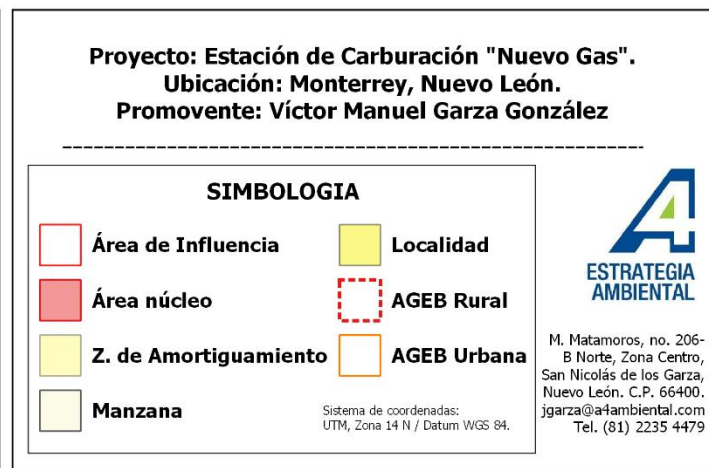 Proyecto: Estación de Carburación "Nuevo Gas".
Ubicación: Monterrey, Nuevo León.
Promovente: Víctor Manuel Garza González
SIMBOLOGIA
Área de Influencia
Área núcleo
Z. de Amortiguamiento
Manzana
Localidad
AGEB Rural
AGEB Urbana
Sistema de coordenadas:
UTM, Zona 14 N / Datum WGS 84.
A4
ESTRATEGIA
AMBIENTAL
M. Matamoros, no. 206-
B Norte, Zona Centro,
San Nicolás de los Garza,
Nuevo León. C.P. 66400.
jgarza@a4ambiental.com
Tel. (81) 2235 4479